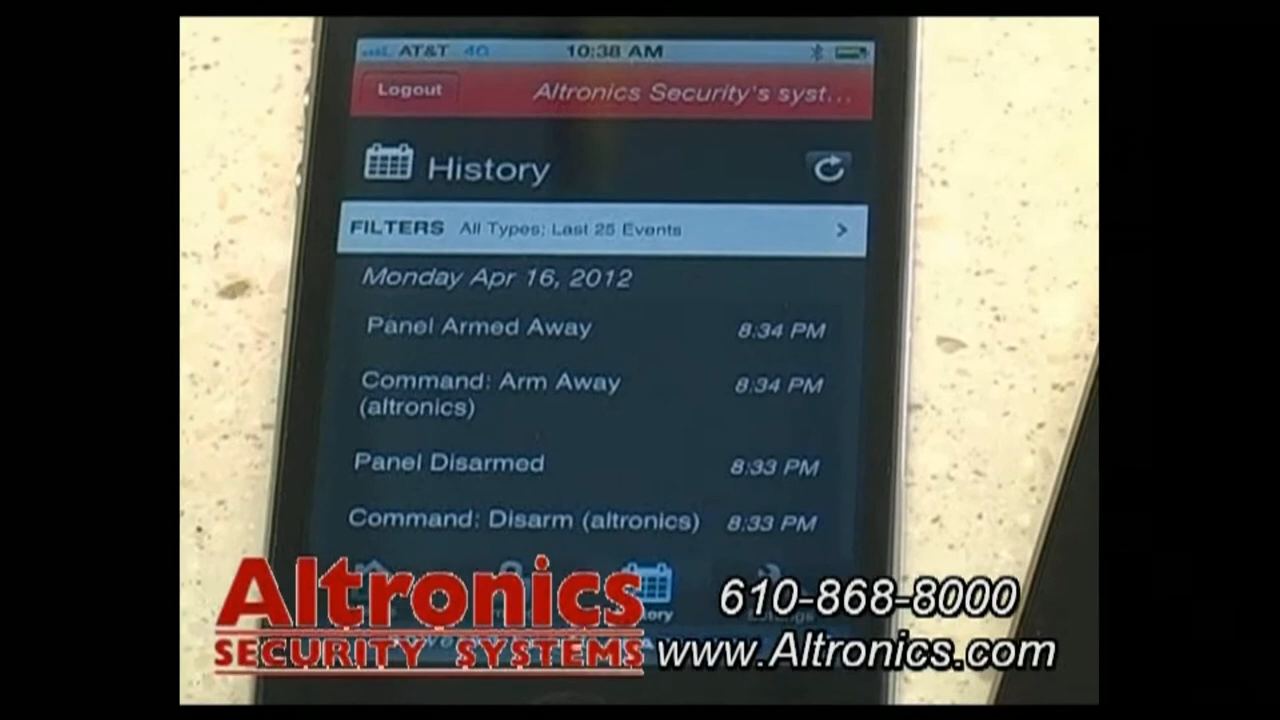 AT&T 4G 10:38 AM
Logout Altronics Security's syst...
History
FILTERS All Types; Last 25 Events
Monday Apr 16, 2012
Panel Armed Away 8:34 PM
Command: Arm Away 8:34 PM
(altronics)
Panel Disarmed 8:33 PM
Command: Disarm (altronics) 8:33 PM
Altronics
SECURITY SYSTEMS
610-868-8000
www.Altronics.com